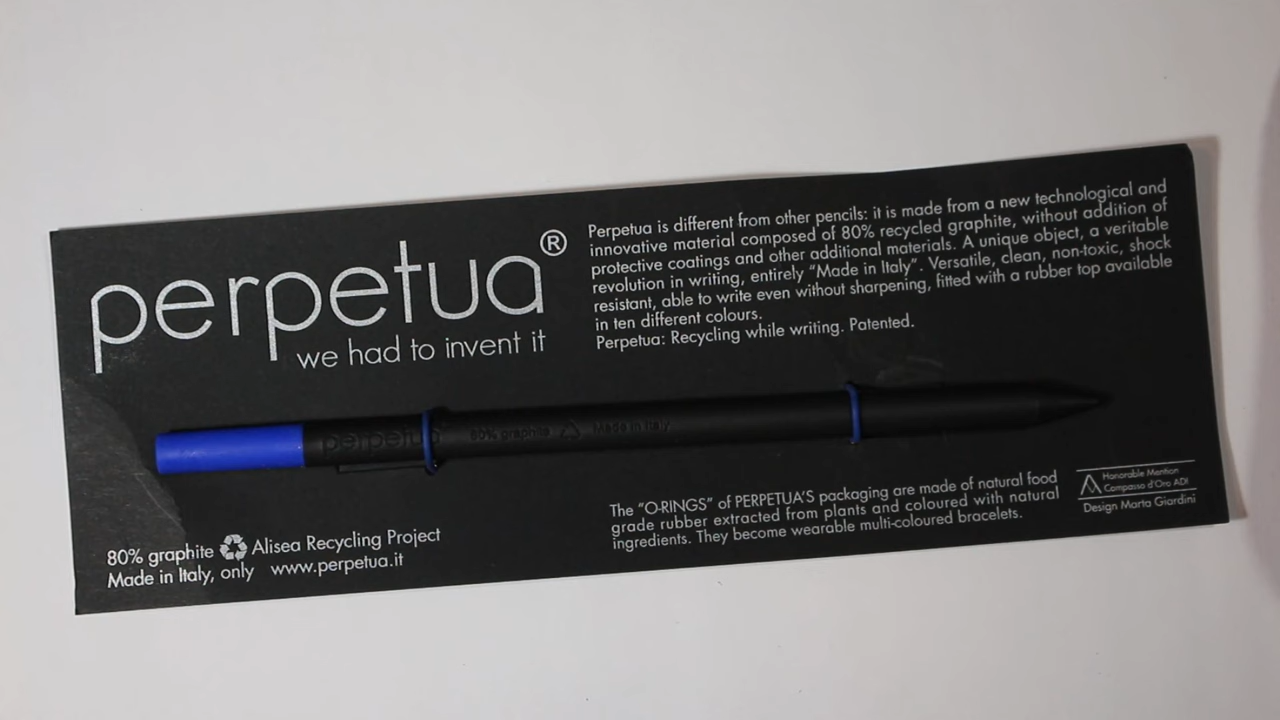 perpetua®
we had to invent it
Perpetua is different from other pencils: it is made from a new technological and
innovative material composed of 80% recycled graphite, without addition of
protective coatings and other additional materials. A unique object, a veritable
revolution in writing, entirely "Made in Italy". Versatile, clean, non-toxic, shock
resistant, able to write even without sharpening, fitted with a rubber top available
in ten different colours.
Perpetua: Recycling while writing. Patented.
perpetua
80% graphite Made in Italy
80% graphite Alisea Recycling Project
Made in Italy, only www.perpetua.it
The "O-RINGS" of PERPETUA'S packaging are made of natural food
grade rubber extracted from plants and coloured with natural
ingredients. They become wearable multi-coloured bracelets.
Honorable Mention
Compasso d'Oro ADI
Design Marta Giardini